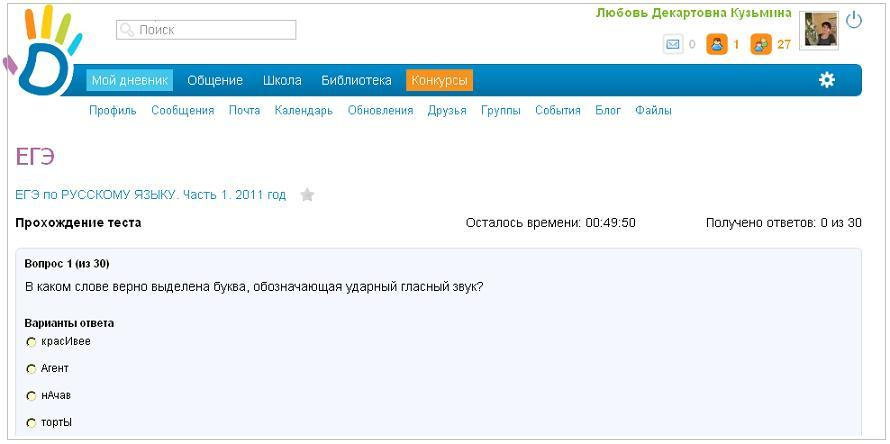 Любовь Декартовна Кузьмина
Поиск
0 1 27
Мой дневник Общение Школа Библиотека Конкурсы
Профиль Сообщения Почта Календарь Обновления Друзья Группы События Блог Файлы
ЕГЭ
ЕГЭ по РУССКОМУ ЯЗЫКУ. Часть 1. 2011 год
Прохождение теста Осталось времени: 00:49:50 Получено ответов: 0 из 30
Вопрос 1 (из 30)
В каком слове верно выделена буква, обозначающая ударный гласный звук?
Варианты ответа
красИвее
Агент
нАчав
тортЫ